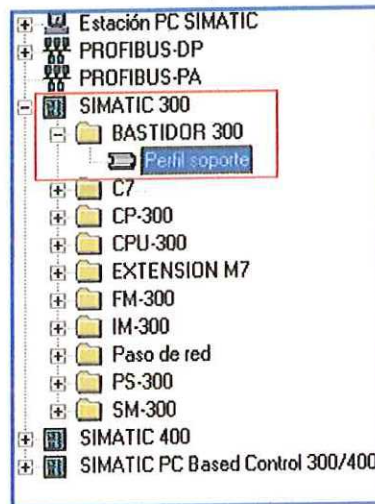 Estación PC SIMATIC
PROFIBUS-DP
PROFIBUS-PA
SIMATIC 300
BASTIDOR 300
Perfil soporte
C7
CP-300
CPU-300
EXTENSION M7
FM-300
IM-300
Paso de red
PS-300
SM-300
SIMATIC 400
SIMATIC PC Based Control 300/400